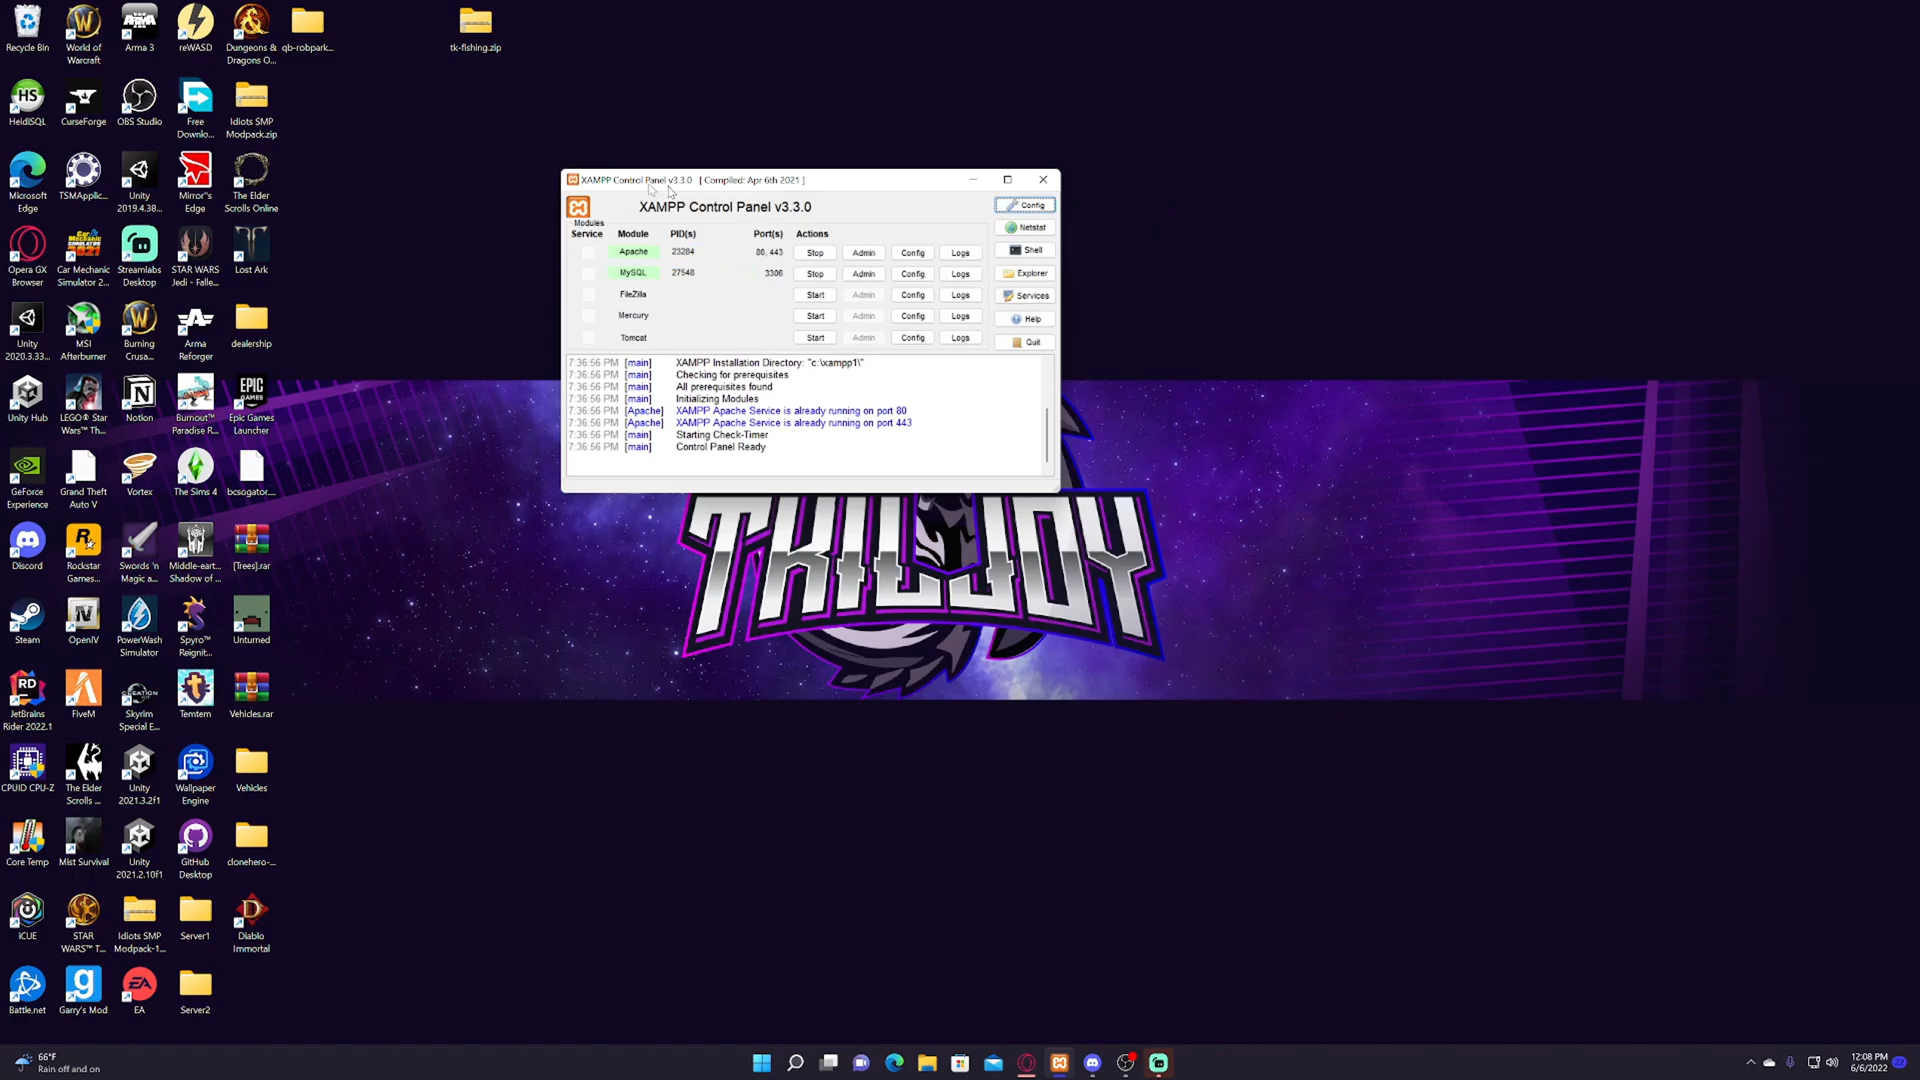 Recycle Bin
World of
Warcraft
Arma 3
reWASD
Dungeons &
Dragons O...
qb-robpark...
tk-fishing.zip
HeidiSQL
CurseForge
OBS Studio
Free
Downlo...
Idiots SMP
Modpack.zip
Microsoft
Edge
TSMApplic...
Unity
2019.4.38...
Mirror''s
Edge
The Elder
Scrolls Online
Opera GX
Browser
Car Mechanic
Simulator 2...
Streamlabs
Desktop
STAR WARS
Jedi - Falle...
Lost Ark
Unity
2020.3.33...
MSI
Afterburner
Burning
Crusa...
Arma
Reforger
dealership
Unity Hub
LEGO® Star
Wars™ Th...
Notion
Burnout™
Paradise R...
Epic Games
Launcher
GeForce
Experience
Grand Theft
Auto V
Vortex
The Sims 4
bcsogator....
Discord
Rockstar
Games...
Swords 'n
Magic a...
Middle-eart...
Shadow of ...
[Trees].rar
Steam
OpenIV
PowerWash
Simulator
Spyro™
Reignit...
Unturned
JetBrains
Rider 2022.1
FiveM
Skyrim
Special E...
Temtem
Vehicles.rar
CPUID CPU-Z
The Elder
Scrolls ...
Unity
2021.3.2f1
Wallpaper
Engine
Vehicles
Core Temp
Mist Survival
Unity
2021.2.10f1
GitHub
Desktop
clonehero-...
iCUE
STAR
WARS™ T...
Idiots SMP
Modpack-1...
Server1
Diablo
Immortal
Battle.net
Garry's Mod
EA
Server2
XAMPP Control Panel v3.3.0 [ Compiled: Apr 6th 2021 ]
XAMPP Control Panel v3.3.0
Config
Modules
Service Module PID(s) Port(s) Actions
Netstat
Apache 23284 80, 443 Stop Admin Config Logs
Shell
MySQL 27548 3306 Stop Admin Config Logs
Explorer
FileZilla Start Admin Config Logs
Services
Mercury Start Admin Config Logs
Help
Tomcat Start Admin Config Logs
Quit
7:36:56 PM [main] XAMPP Installation Directory: "c:\xampp1\"
7:36:56 PM [main] Checking for prerequisites
7:36:56 PM [main] All prerequisites found
7:36:56 PM [main] Initializing Modules
7:36:56 PM [Apache] XAMPP Apache Service is already running on port 80
7:36:56 PM [Apache] XAMPP Apache Service is already running on port 443
7:36:56 PM [main] Starting Check-Timer
7:36:56 PM [main] Control Panel Ready
TKILJOY
66°F
Rain off and on
12:08 PM
6/6/2022